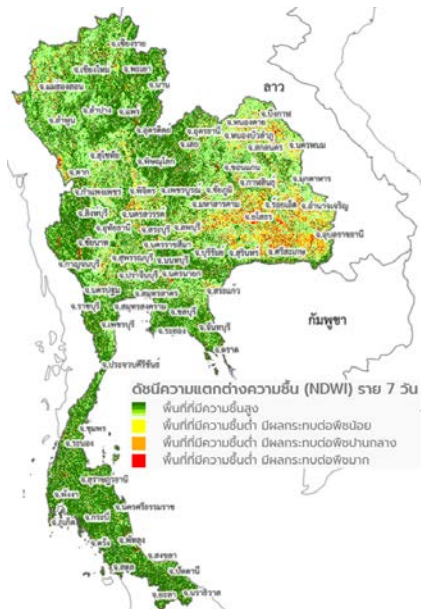 จ.เชียงราย
จ.เชียงใหม่
จ.พะเยา
จ.แม่ฮ่องสอน
จ.น่าน
ลาว
จ.ลำปาง
จ.แพร่
จ.ลำพูน
จ.บึงกาฬ
จ.หนองคาย
จ.อุตรดิตถ์
จ.อุดรธานี
จ.หนองบัวลำภู
จ.เลย
จ.สกลนคร
จ.นครพนม
จ.สุโขทัย
จ.พิษณุโลก
จ.ตาก
จ.ขอนแก่น
จ.กาฬสินธุ์
จ.มุกดาหาร
จ.กำแพงเพชร
จ.พิจิตร
จ.เพชรบูรณ์
จ.ชัยภูมิ
จ.มหาสารคาม
จ.ร้อยเอ็ด
จ.อำนาจเจริญ
จ.สิงห์บุรี
จ.นครสวรรค์
จ.ยโสธร
จ.อุทัยธานี
จ.สระบุรี
จ.ลพบุรี
จ.อุบลราชธานี
จ.ชัยนาท
จ.นครราชสีมา
จ.บุรีรัมย์
จ.สุรินทร์
จ.ศรีสะเกษ
จ.กาญจนบุรี
จ.สุพรรณบุรี
จ.นนทบุรี
จ.ปราจีนบุรี
จ.นครนายก
จ.นครปฐม
จ.สมุทรสาคร
จ.สระแก้ว
จ.ราชบุรี
จ.สมุทรสงคราม
จ.ชลบุรี
กัมพูชา
จ.เพชรบุรี
จ.ระยอง
จ.จันทบุรี
จ.ตราด
จ.ประจวบคีรีขันธ์
ดัชนีความแตกต่างความชื้น (NDWI) ราย 7 วัน
พื้นที่ที่มีความชื้นสูง
พื้นที่ที่มีความชื้นต่ำ มีผลกระทบต่อพืชน้อย
พื้นที่ที่มีความชื้นต่ำ มีผลกระทบต่อพืชปานกลาง
พื้นที่ที่มีความชื้นต่ำ มีผลกระทบต่อพืชมาก
จ.ชุมพร
จ.ระนอง
จ.สุราษฎร์ธานี
จ.พังงา
จ.นครศรีธรรมราช
จ.กระบี่
จ.ภูเก็ต
จ.ตรัง
จ.พัทลุง
จ.สงขลา
จ.สตูล
จ.ปัตตานี
จ.ยะลา
จ.นราธิวาส